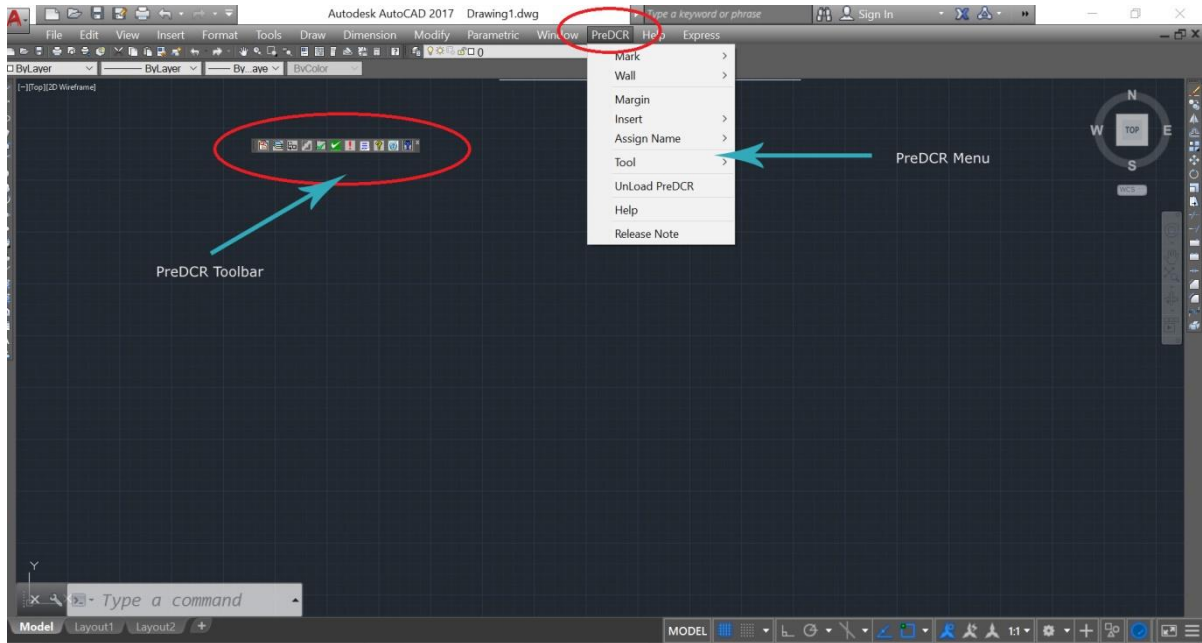 Autodesk AutoCAD 2017 Drawing1.dwg
Type a keyword or phrase
Sign In
File Edit View Insert Format Tools Draw Dimension Modify Parametric Window PreDCR Help Express
0
ByLayer ByLayer By...aye ByColor
[-][Top][2D Wireframe]
Mark
Wall
Margin
Insert
Assign Name
Tool
UnLoad PreDCR
Help
Release Note
PreDCR Menu
PreDCR Toolbar
N
W TOP E
S
WCS
Y
Type a command
Model Layout1 Layout2 +
MODEL 1:1